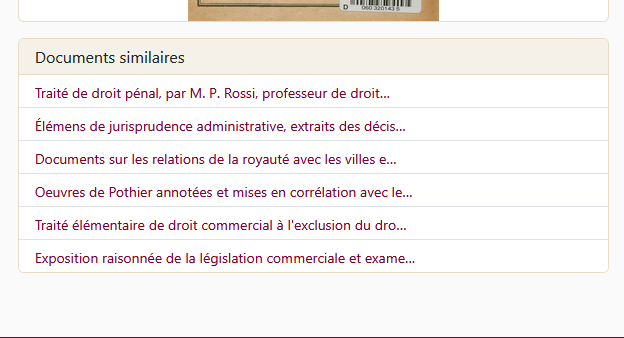 D 060 320143 5
Documents similaires
Traité de droit pénal, par M. P. Rossi, professeur de droit...
Élémens de jurisprudence administrative, extraits des décis...
Documents sur les relations de la royauté avec les villes e...
Oeuvres de Pothier annotées et mises en corrélation avec le...
Traité élémentaire de droit commercial à l'exclusion du dro...
Exposition raisonnée de la législation commerciale et exame...